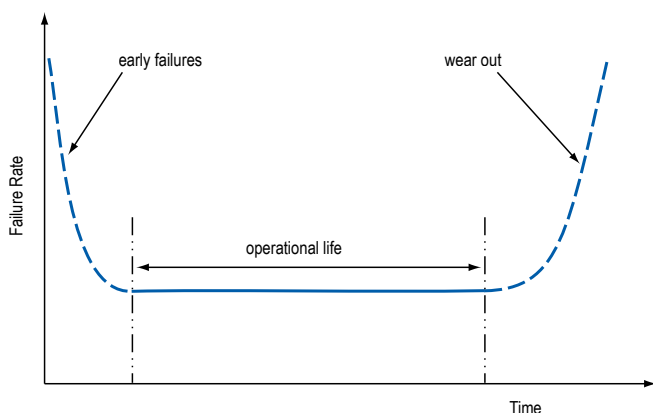 early failures
wear out
Failure Rate
operational life
Time